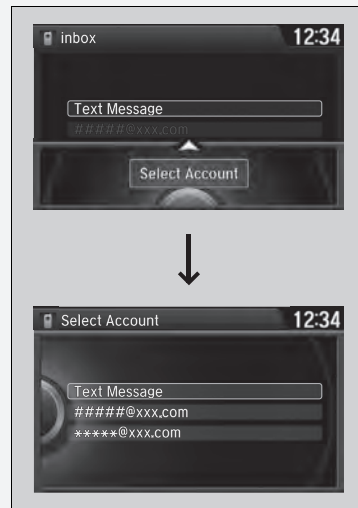 inbox 12:34
Text Message
#####@xxx.com
Select Account
Select Account 12:34
Text Message
#####@xxx.com
*****@xxx.com